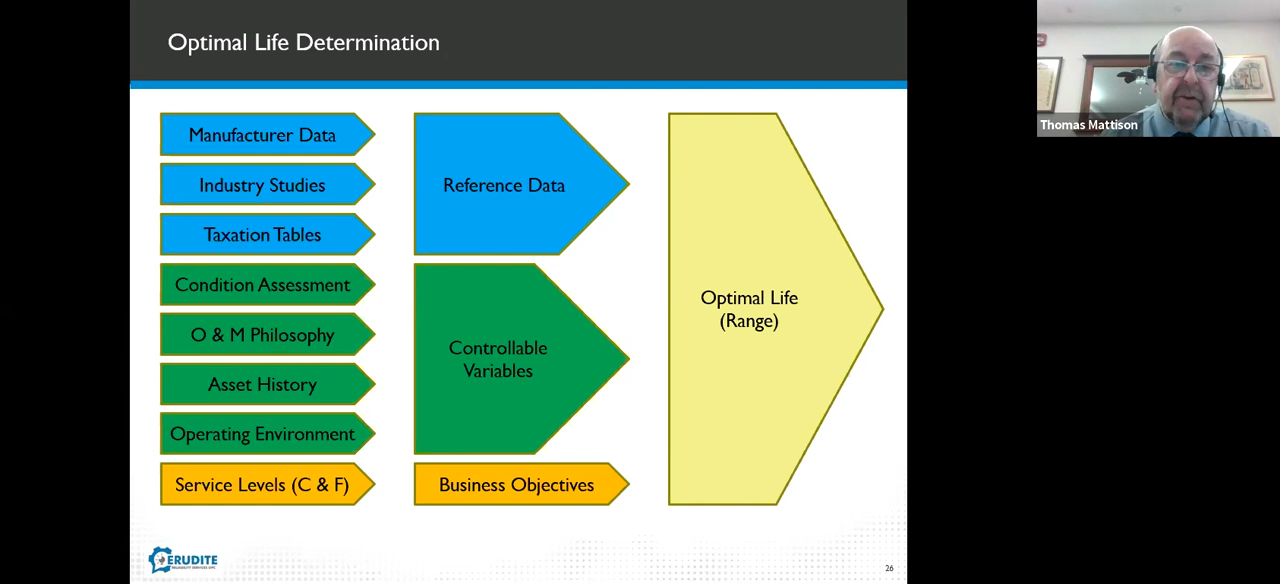 Optimal Life Determination
Manufacturer Data
Industry Studies
Taxation Tables
Condition Assessment
O & M Philosophy
Asset History
Operating Environment
Service Levels (C & F)
Reference Data
Controllable
Variables
Business Objectives
Optimal Life
(Range)
ERUDITE
26
Thomas Mattison